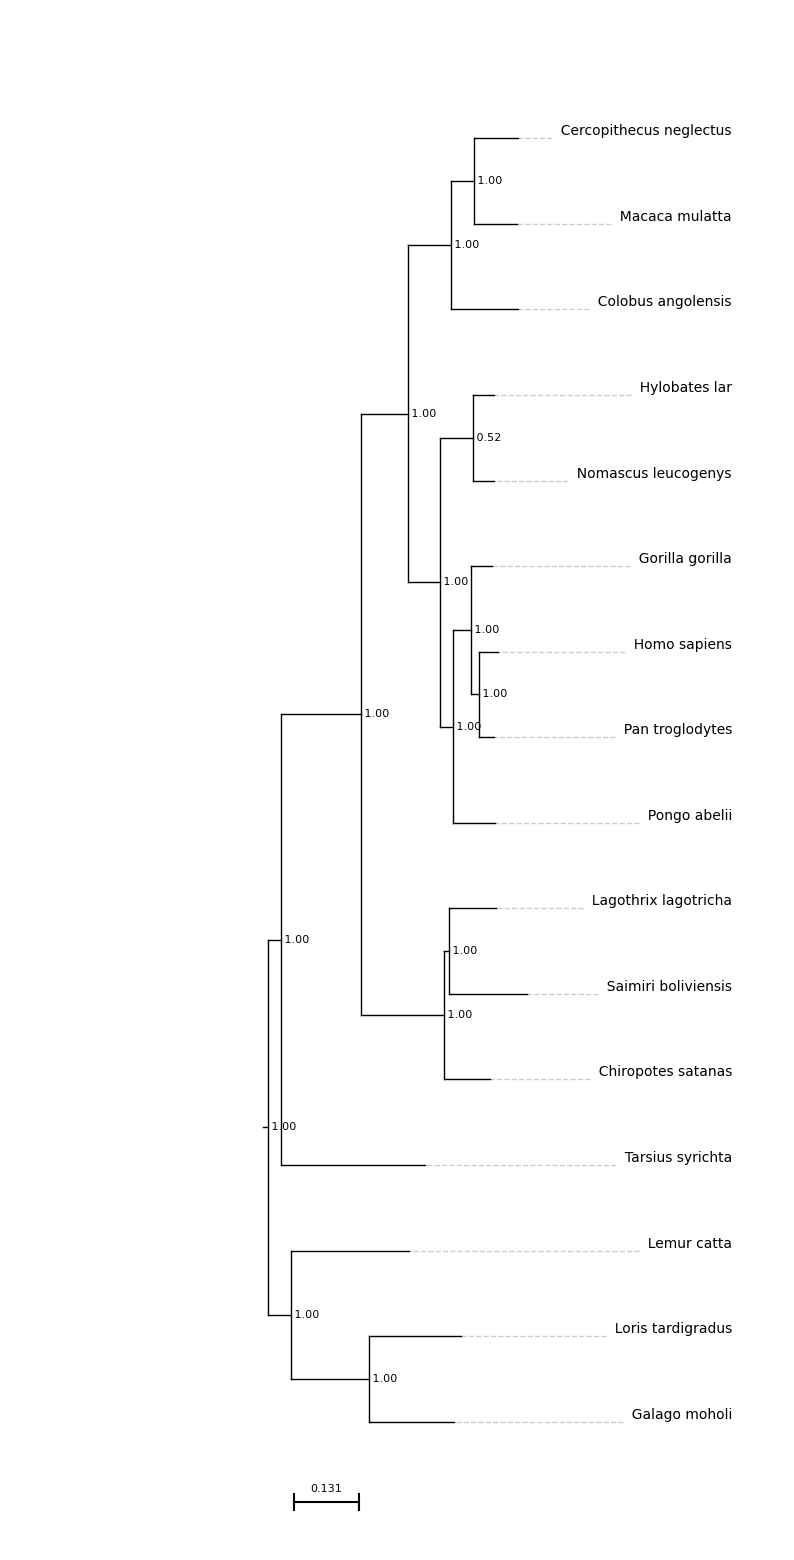 Cercopithecus neglectus
1.00
Macaca mulatta
1.00
Colobus angolensis
Hylobates lar
1.00
0.52
Nomascus leucogenys
Gorilla gorilla
1.00
1.00
Homo sapiens
1.00
1.00
1.00
Pan troglodytes
Pongo abelii
Lagothrix lagotricha
1.00
1.00
Saimiri boliviensis
1.00
Chiropotes satanas
1.00
Tarsius syrichta
Lemur catta
1.00
Loris tardigradus
1.00
Galago moholi
0.131